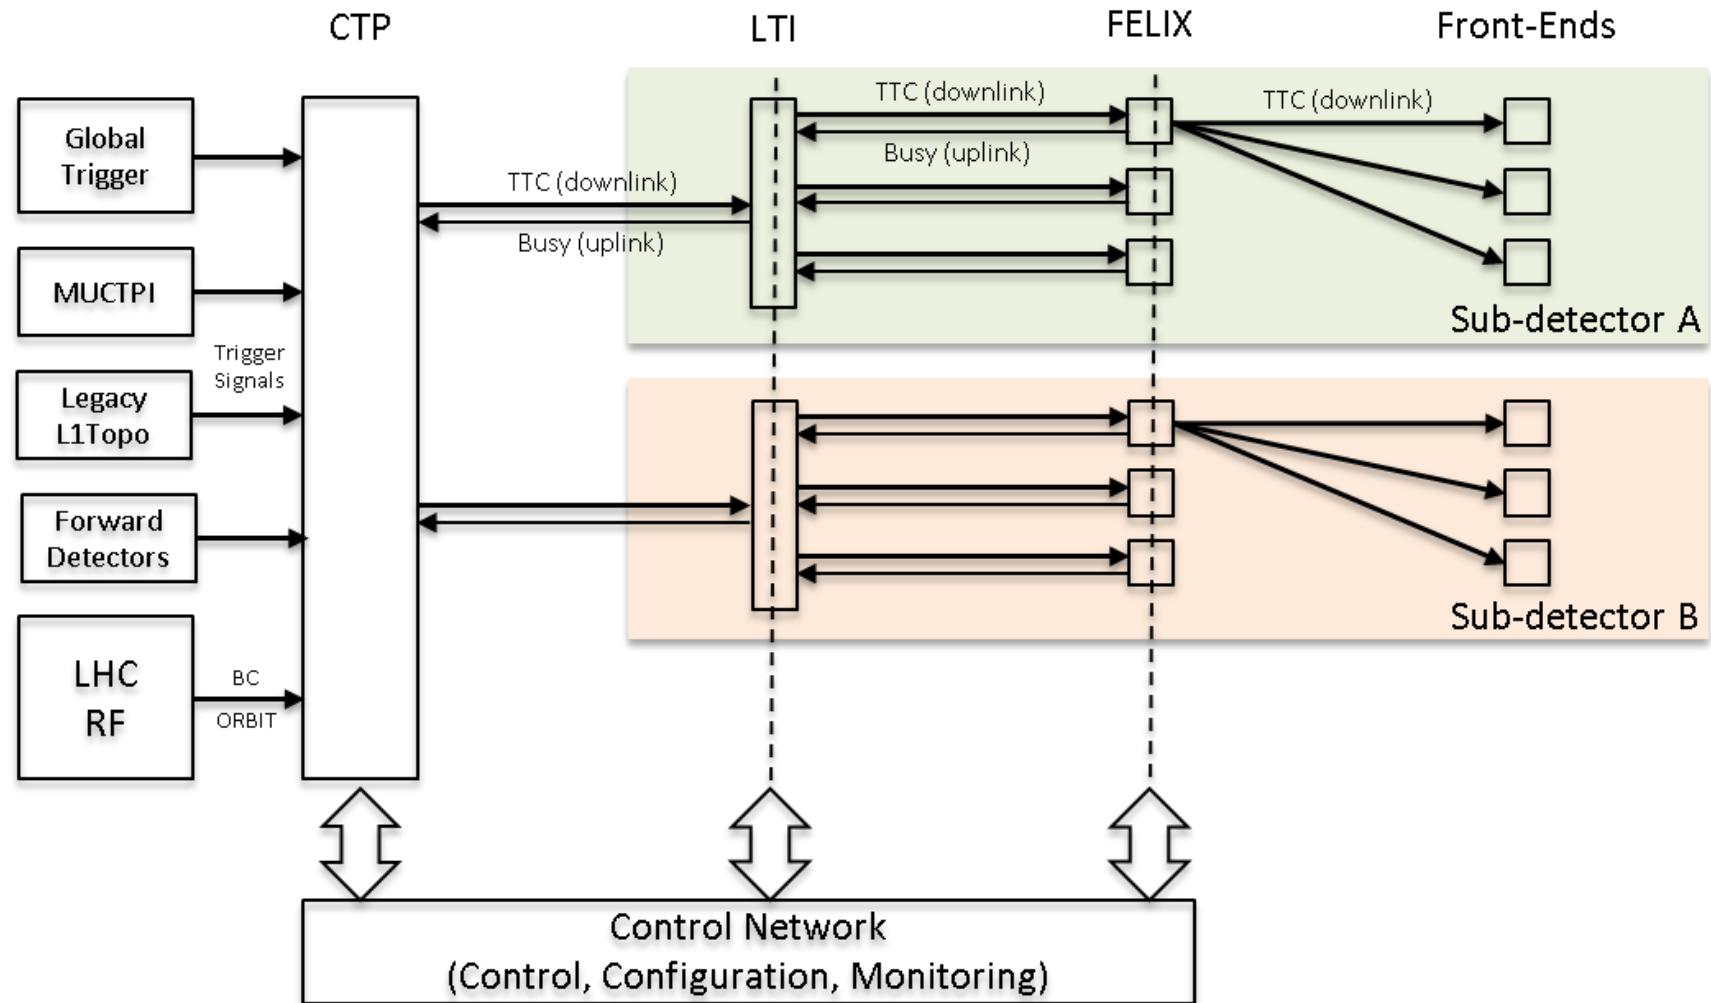 CTP
LTI
FELIX
Front-Ends
Global
Trigger
MUCTPI
Legacy
L1Topo
Forward
Detectors
LHC
RF
Trigger
Signals
BC
ORBIT
TTC (downlink)
Busy (uplink)
TTC (downlink)
Busy (uplink)
TTC (downlink)
Sub-detector A
Sub-detector B
Control Network
(Control, Configuration, Monitoring)